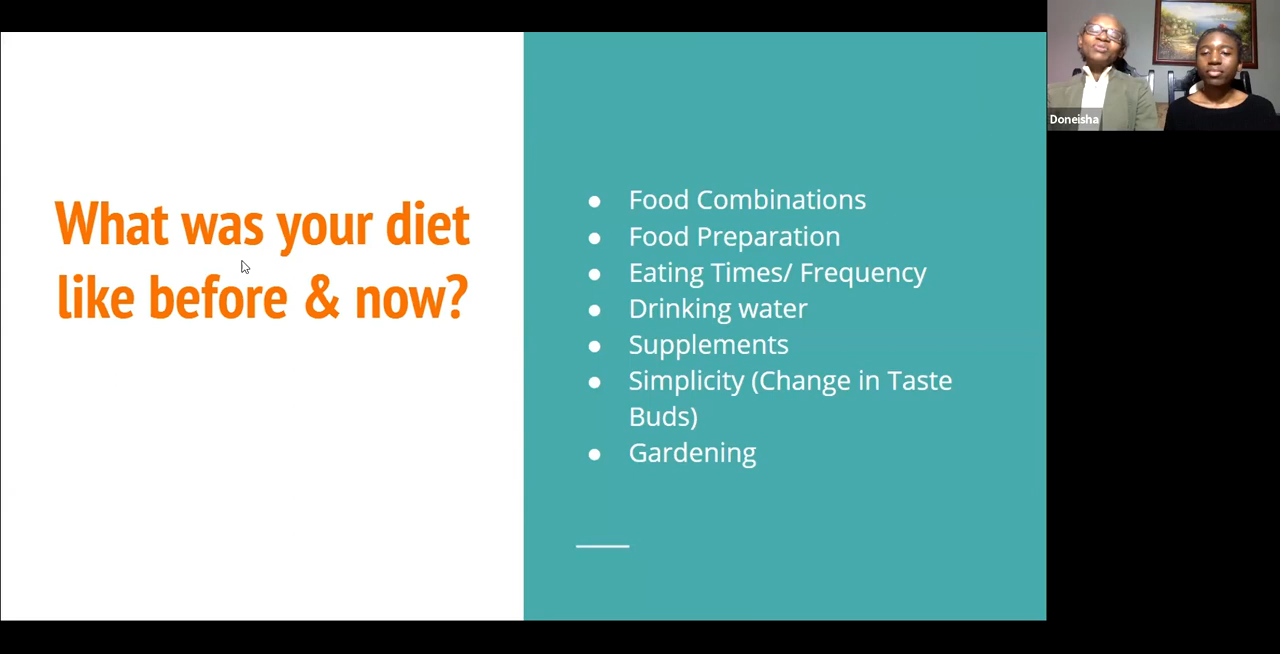 What was your diet
like before & now?
● Food Combinations
● Food Preparation
● Eating Times/ Frequency
● Drinking water
● Supplements
● Simplicity (Change in Taste
Buds)
● Gardening
Doneisha